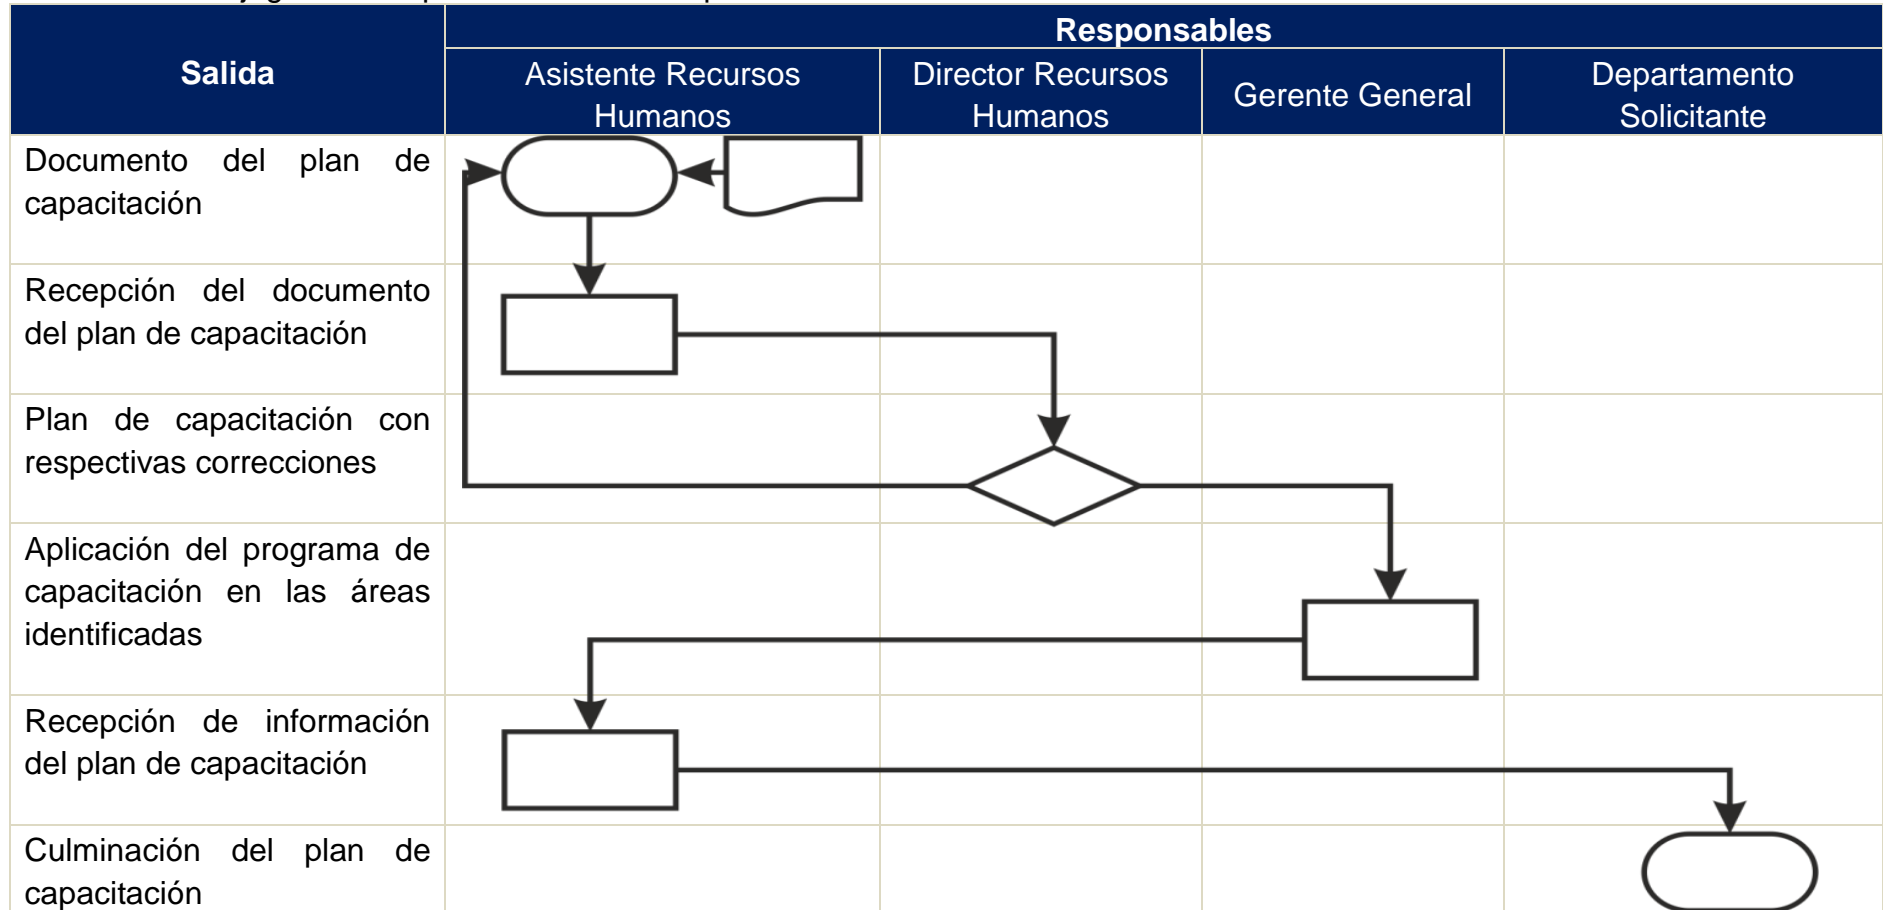 Responsables
Salida
Asistente Recursos
Humanos
Director Recursos
Humanos
Gerente General
Departamento
Solicitante
Documento del plan de
capacitación
Recepción del documento
del plan de capacitación
Plan de capacitación con
respectivas correcciones
Aplicación del programa de
capacitación en las áreas
identificadas
Recepción de información
del plan de capacitación
Culminación del plan de
capacitación